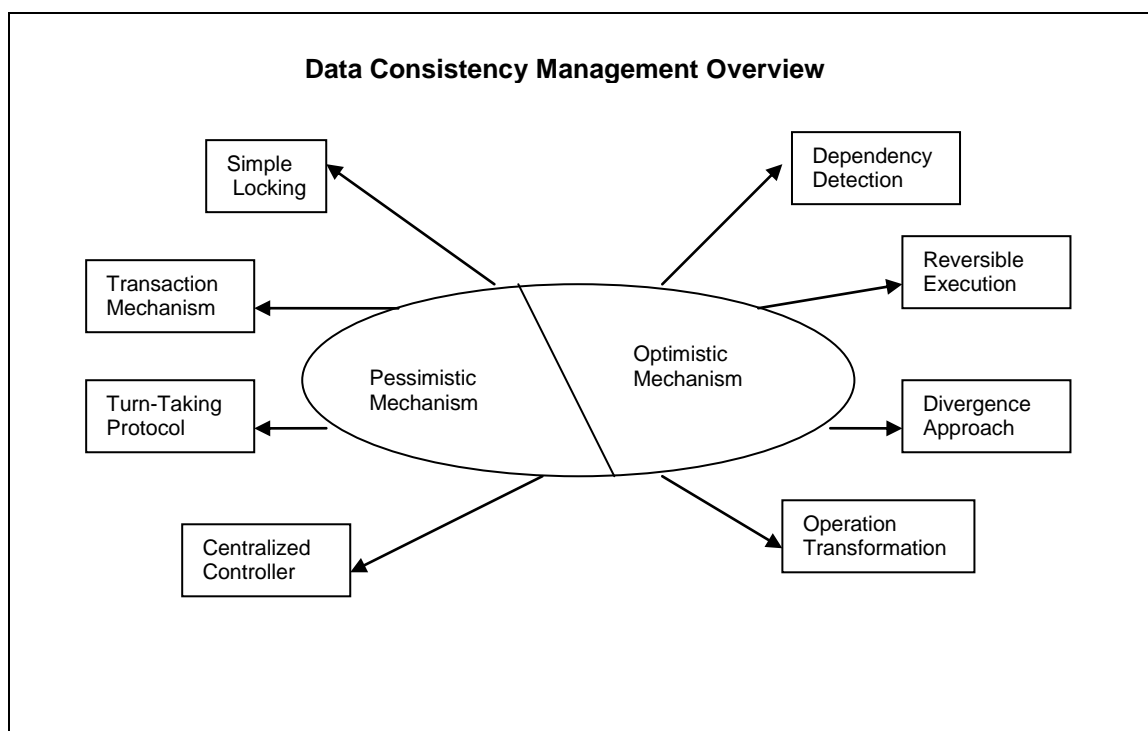 Data Consistency Management Overview
Simple
Locking
Dependency
Detection
Transaction
Mechanism
Reversible
Execution
Pessimistic
Mechanism
Optimistic
Mechanism
Turn-Taking
Protocol
Divergence
Approach
Centralized
Controller
Operation
Transformation